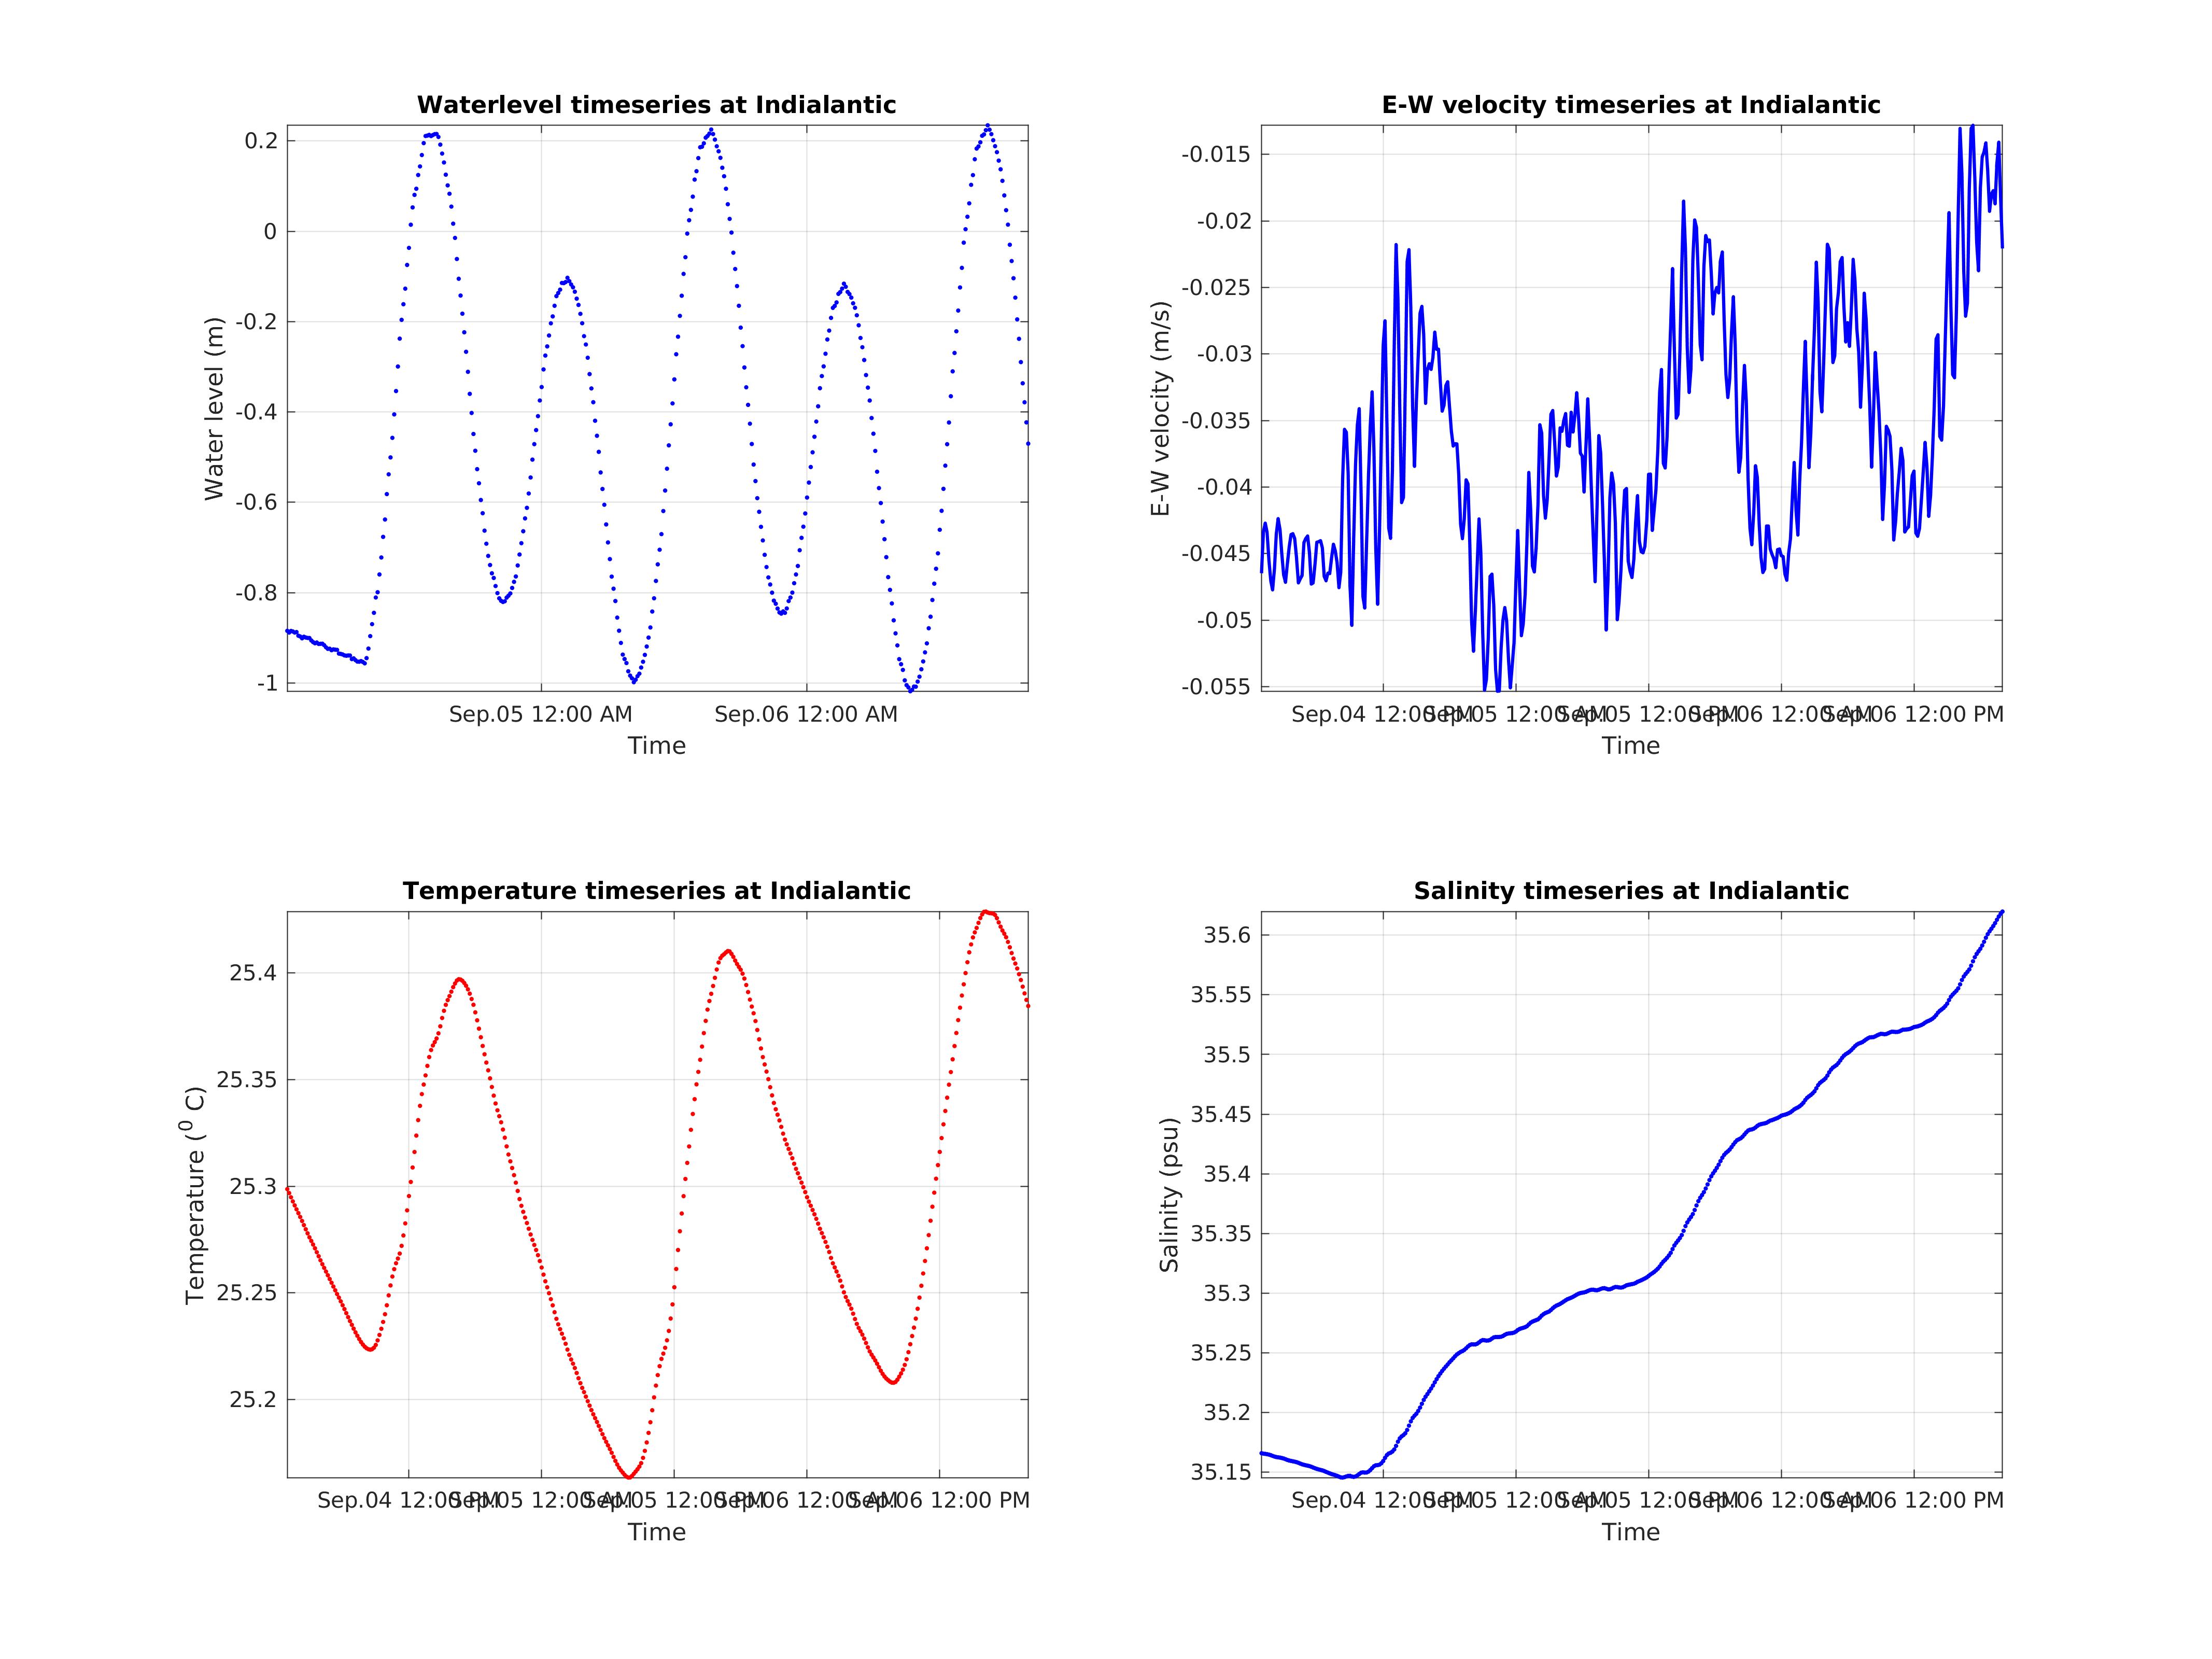 Waterlevel timeseries at Indialantic
0.2
0
-0.2
-0.4
-0.6
-0.8
-1
Water level (m)
Sep.05 12:00 AM
Sep.06 12:00 AM
Time
E-W velocity timeseries at Indialantic
-0.015
-0.02
-0.025
-0.03
-0.035
-0.04
-0.045
-0.05
-0.055
E-W velocity (m/s)
Sep.04 12:00 PM
Sep.05 12:00 AM
Sep.05 12:00 PM
Sep.06 12:00 AM
Sep.06 12:00 PM
Time
Temperature timeseries at Indialantic
25.4
25.35
25.3
25.25
25.2
Temperature (0 C)
Sep.04 12:00 PM
Sep.05 12:00 AM
Sep.05 12:00 PM
Sep.06 12:00 AM
Sep.06 12:00 PM
Time
Salinity timeseries at Indialantic
35.6
35.55
35.5
35.45
35.4
35.35
35.3
35.25
35.2
35.15
Salinity (psu)
Sep.04 12:00 PM
Sep.05 12:00 AM
Sep.05 12:00 PM
Sep.06 12:00 AM
Sep.06 12:00 PM
Time